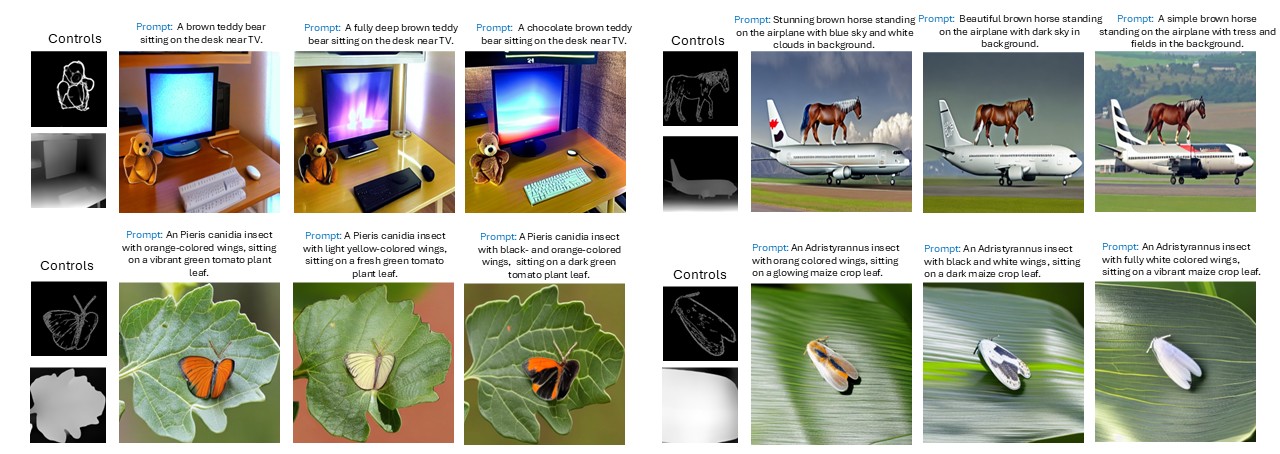 Controls
Prompt: A brown teddy bear
sitting on the desk near TV.
Prompt: A fully deep brown teddy
bear sitting on the desk near TV.
Prompt: A chocolate brown teddy
bear sitting on the desk near TV.
Controls
Prompt: Stunning brown horse standing
on the airplane with blue sky and white
clouds in background.
Prompt: Beautiful brown horse standing
on the airplane with dark sky in
background.
Prompt: A simple brown horse
standing on the airplane with tress and
fields in the background.
Controls
Prompt: An Pieris canidia insect
with orange-colored wings, sitting
on a vibrant green tomato plant
leaf.
Prompt: A Pieris canidia insect
with light yellow-colored wings,
sitting on a fresh green tomato
plant leaf.
Prompt: A Pieris canidia insect
with black- and orange-colored
wings, sitting on a dark green
tomato plant leaf.
Controls
Prompt: An Adristyrannus insect
with orang colored wings, sitting
on a glowing maize crop leaf.
Prompt: An Adristyrannus insect
with black and white wings, sitting
on a dark maize crop leaf.
Prompt: An Adristyrannus insect
with fully white colored wings,
sitting on a vibrant maize crop leaf.